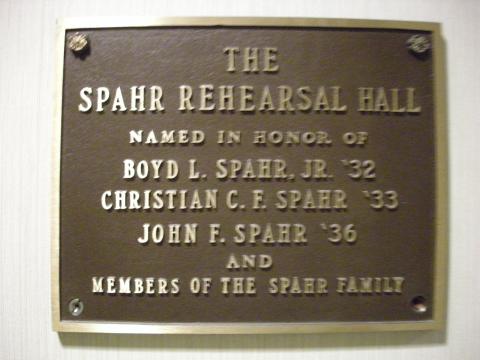 THE
SPAHR REHEARSAL HALL
NAMED IN HONOR OF
BOYD L. SPAHR, JR. '32
CHRISTIAN C. F. SPAHR '33
JOHN F. SPAHR '36
AND
MEMBERS OF THE SPAHR FAMILY